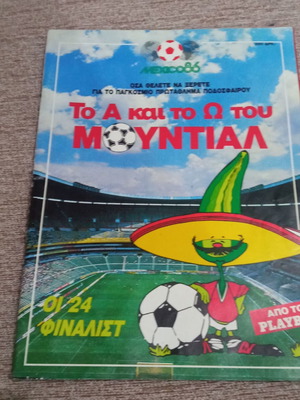 MEXICO86
ΟΣΑ ΘΕΛΕΤΕ ΝΑ ΞΕΡΕΤΕ
ΓΙΑ ΤΟ ΠΑΓΚΟΣΜΙΟ ΠΡΩΤΑΘΛΗΜΑ ΠΟΔΟΣΦΑΙΡΟΥ
Το Α και το Ω του
ΜΟΥΝΤΙΑΛ
ΟΙ 24
ΦΙΝΑΛΙΣΤ
ΑΠΟ ΤΟ
PLAYB